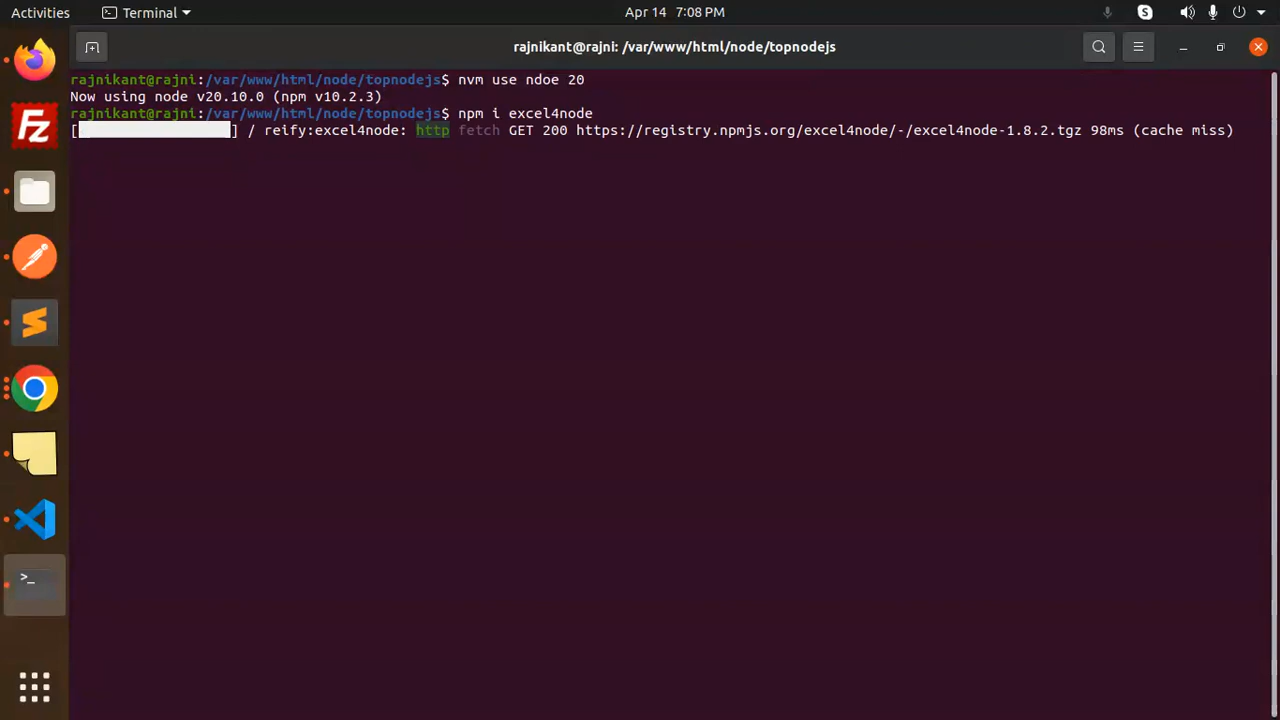 Activities
Terminal
Apr 14 7:08 PM
rajnikant@rajni: /var/www/html/node/topnodejs
rajnikant@rajni:/var/www/html/node/topnodejs$ nvm use ndoe 20
Now using node v20.10.0 (npm v10.2.3)
rajnikant@rajni:/var/www/html/node/topnodejs$ npm i excel4node
[                  ] / reify:excel4node: http fetch GET 200 https://registry.npmjs.org/excel4node/-/excel4node-1.8.2.tgz 98ms (cache miss)